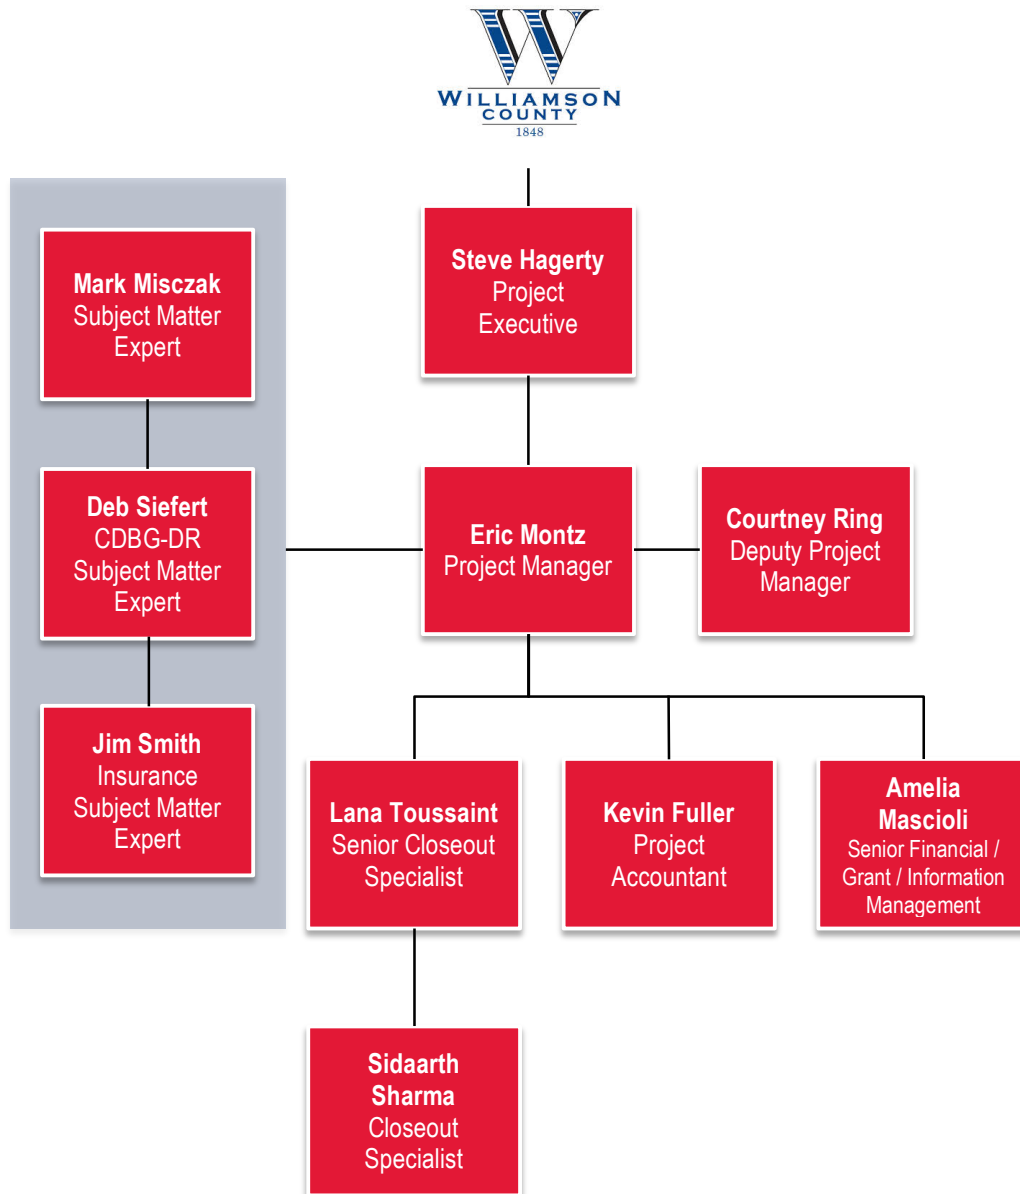 W
WILLIAMSON
COUNTY
1848
Mark Misczak
Subject Matter
Expert
Steve Hagerty
Project
Executive
Deb Siefert
CDBG-DR
Subject Matter
Expert
Eric Montz
Project Manager
Courtney Ring
Deputy Project
Manager
Jim Smith
Insurance
Subject Matter
Expert
Lana Toussaint
Senior Closeout
Specialist
Kevin Fuller
Project
Accountant
Amelia
Mascioli
Senior Financial /
Grant / Information
Management
Sidaarth
Sharma
Closeout
Specialist